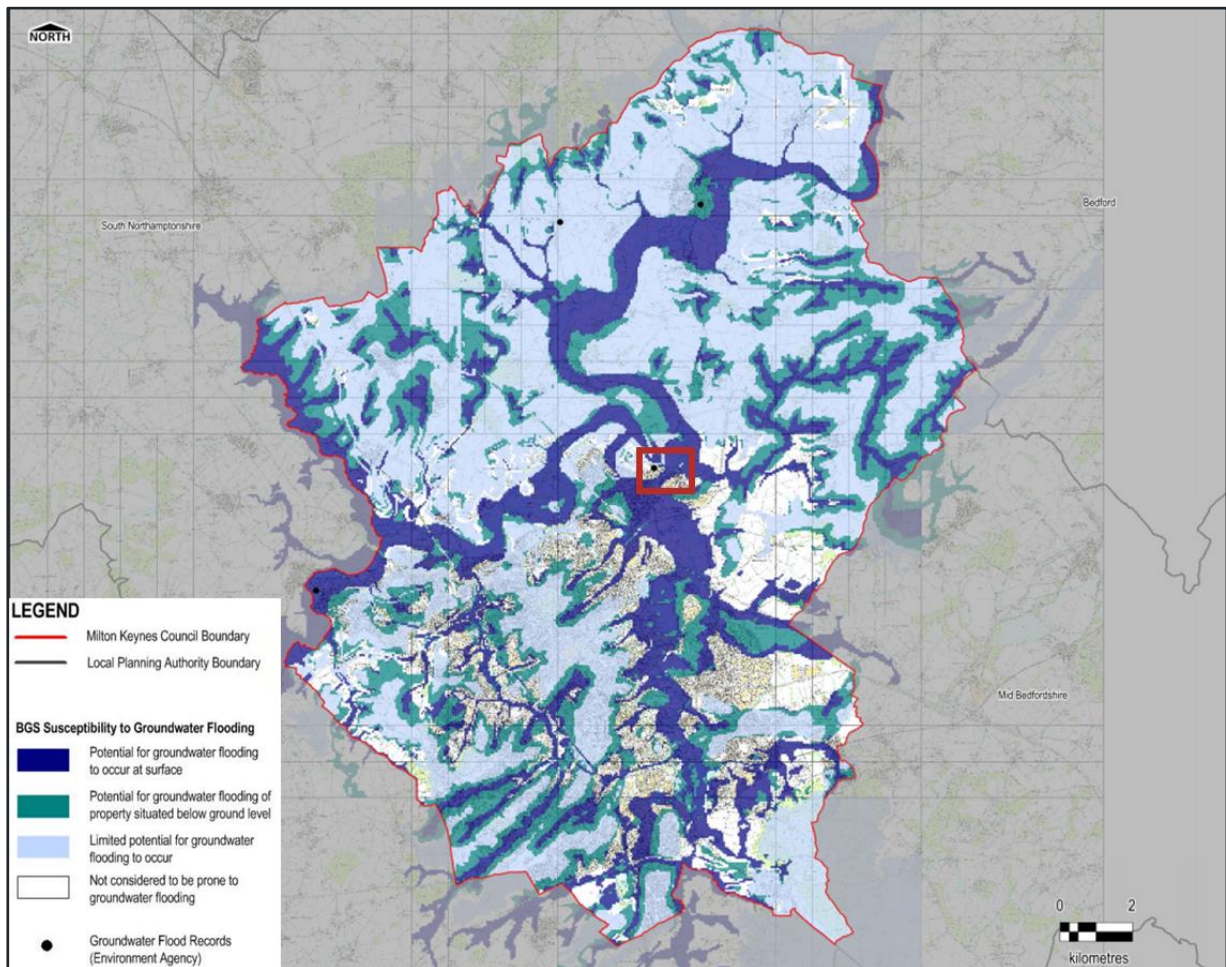 NORTH
South Northamptonshire
Bedford
LEGEND
Milton Keynes Council Boundary
Local Planning Authority Boundary
Mid Bedfordshire
BGS Susceptibility to Groundwater Flooding
Potential for groundwater flooding
to occur at surface
Potential for groundwater flooding of
property situated below ground level
Limited potential for groundwater
flooding to occur
Not considered to be prone to
groundwater flooding
Groundwater Flood Records
(Environment Agency)
0 2
kilometres